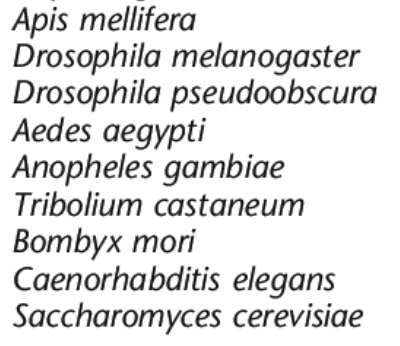 Apis mellifera
Drosophila melanogaster
Drosophila pseudoobscura
Aedes aegypti
Anopheles gambiae
Tribolium castaneum
Bombyx mori
Caenorhabditis elegans
Saccharomyces cerevisiae